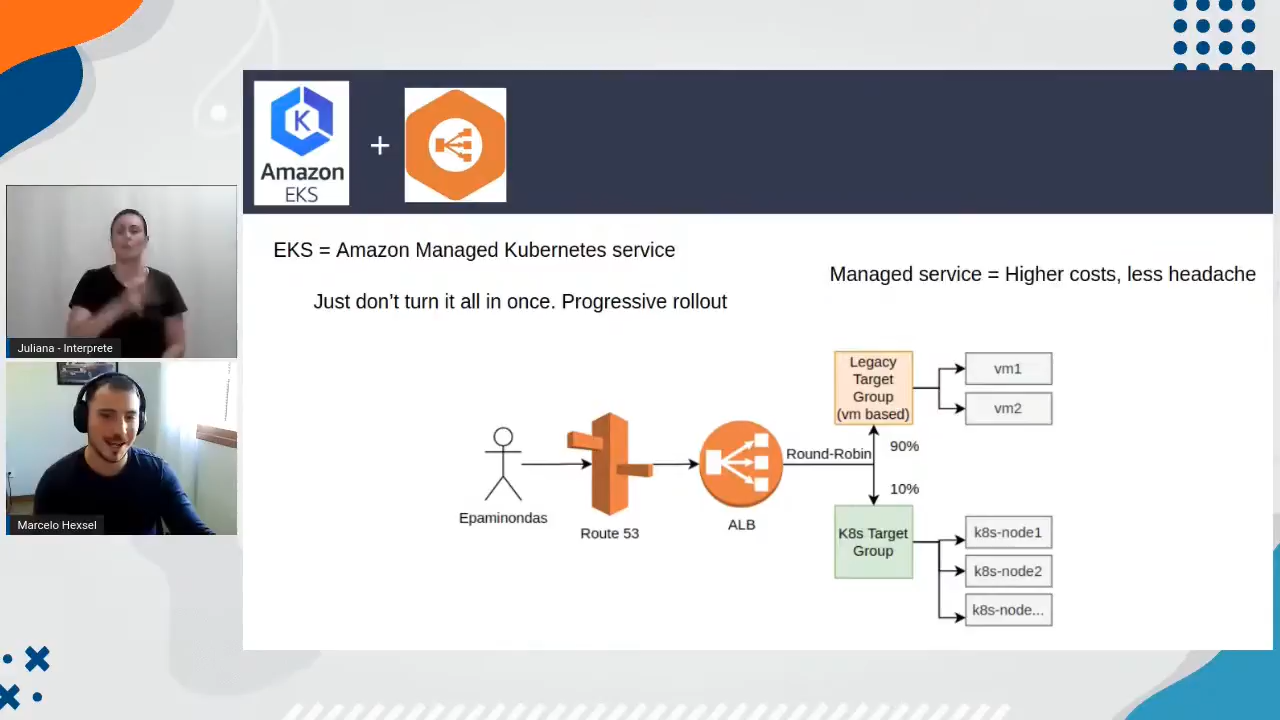 K
Amazon
EKS
+
EKS = Amazon Managed Kubernetes service
Managed service = Higher costs, less headache
Just don't turn it all in once. Progressive rollout
Juliana - Interprete
Marcelo Hexsel
Epaminondas
Route 53
ALB
Round-Robin
Legacy
Target
Group
(vm based)
90%
10%
K8s Target
Group
vm1
vm2
k8s-node1
k8s-node2
k8s-node...